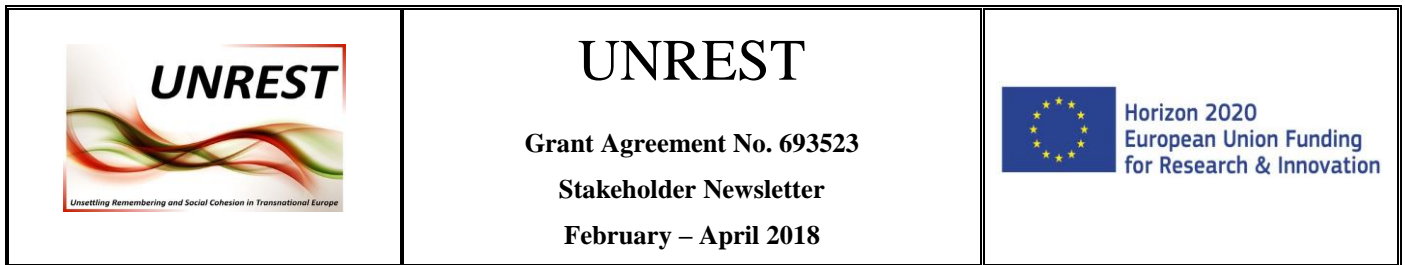 UNREST
Unsettling Remembering and Social Cohesion in Transnational Europe
UNREST
Grant Agreement No. 693523
Stakeholder Newsletter
February – April 2018
Horizon 2020
European Union Funding
for Research & Innovation